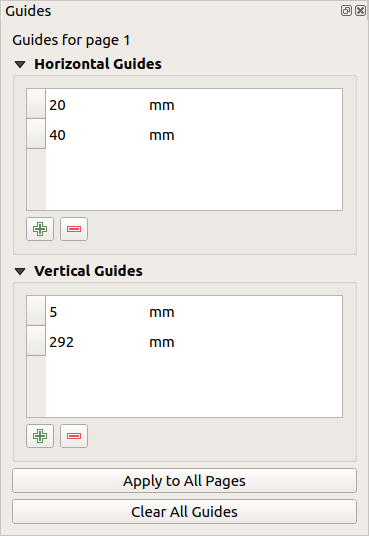 Guides
Guides for page 1
Horizontal Guides
20 mm
40 mm
Vertical Guides
5 mm
292 mm
Apply to All Pages
Clear All Guides